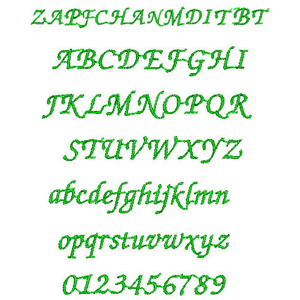 ZAPFCHANMDITBT
ABCDEFGHI
JKLMNOPQR
STUVWXYZ
abcdefghijklmn
opqrstuvwxyz
0123456789